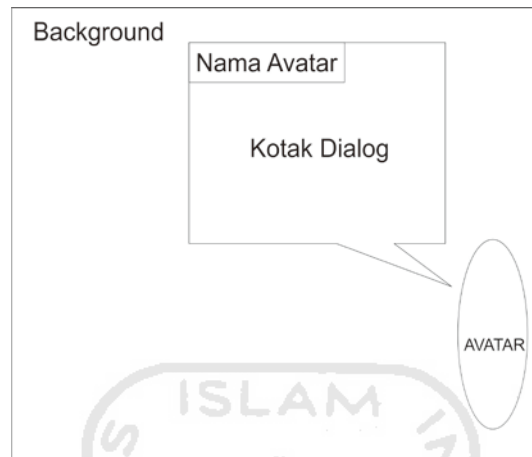 Background
Nama Avatar
Kotak Dialog
AVATAR
ISLAM